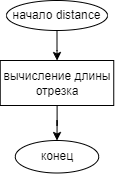 начало distance
вычисление длины
отрезка
конец